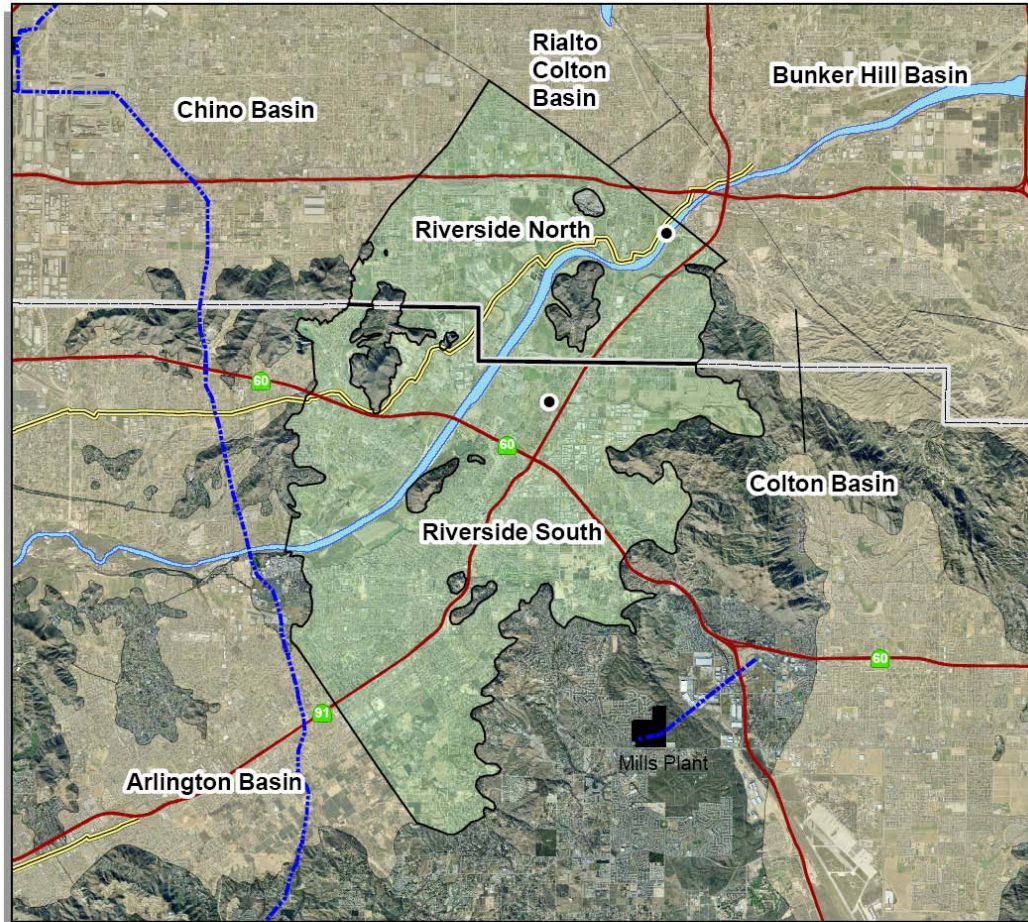 Rialto
Colton
Basin
Bunker Hill Basin
Chino Basin
Riverside North
60
60
Colton Basin
Riverside South
60
91
Mills Plant
Arlington Basin